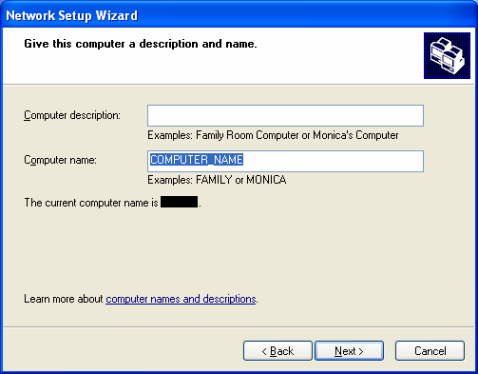 Network Setup Wizard
Give this computer a description and name.
Computer description:
Examples: Family Room Computer or Monica's Computer
Computer name: COMPUTER_NAME
Examples: FAMILY or MONICA
The current computer name is .
Learn more about computer names and descriptions.
< Back Next > Cancel